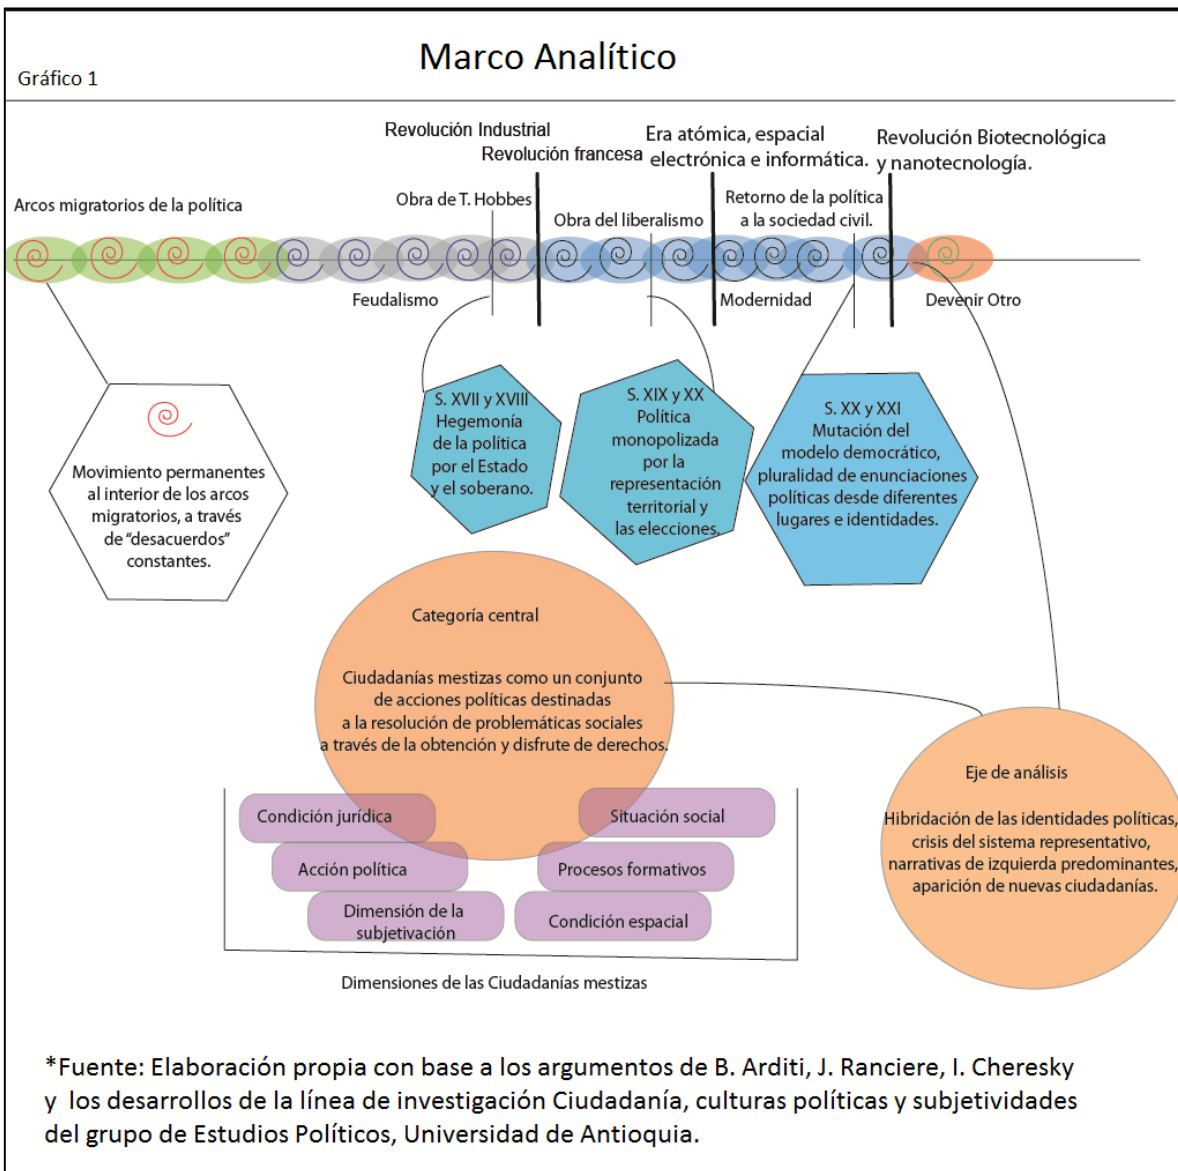 Marco Analítico
Gráfico 1
Revolución Industrial
Revolución francesa
Era atómica, espacial
electrónica e informática.
Revolución Biotecnológica
y nanotecnología.
Arcos migratorios de la política
Obra de T. Hobbes
Obra del liberalismo
Retorno de la política
a la sociedad civil.
Feudalismo
Modernidad
Devenir Otro
Movimiento permanentes
al interior de los arcos
migratorios, a través
de "desacuerdos"
constantes.
S. XVII y XVIII
Hegemonía
de la política
por el Estado
y el soberano.
S. XIX y XX
Política
monopolizada
por la
representación
territorial y
las elecciones.
S. XX y XXI
Mutación del
modelo democrático,
pluralidad de enunciaciones
políticas desde diferentes
lugares e identidades.
Categoría central
Ciudadanías mestizas como un conjunto
de acciones políticas destinadas
a la resolución de problemáticas sociales
a través de la obtención y disfrute de derechos.
Eje de análisis
Hibridación de las identidades políticas,
crisis del sistema representativo,
narrativas de izquierda predominantes,
aparición de nuevas ciudadanías.
Condición jurídica
Situación social
Acción política
Procesos formativos
Dimensión de la
subjetivación
Condición espacial
Dimensiones de las Ciudadanías mestizas
*Fuente: Elaboración propia con base a los argumentos de B. Arditi, J. Ranciere, I. Cheresky
y los desarrollos de la línea de investigación Ciudadanía, culturas políticas y subjetividades
del grupo de Estudios Políticos, Universidad de Antioquia.